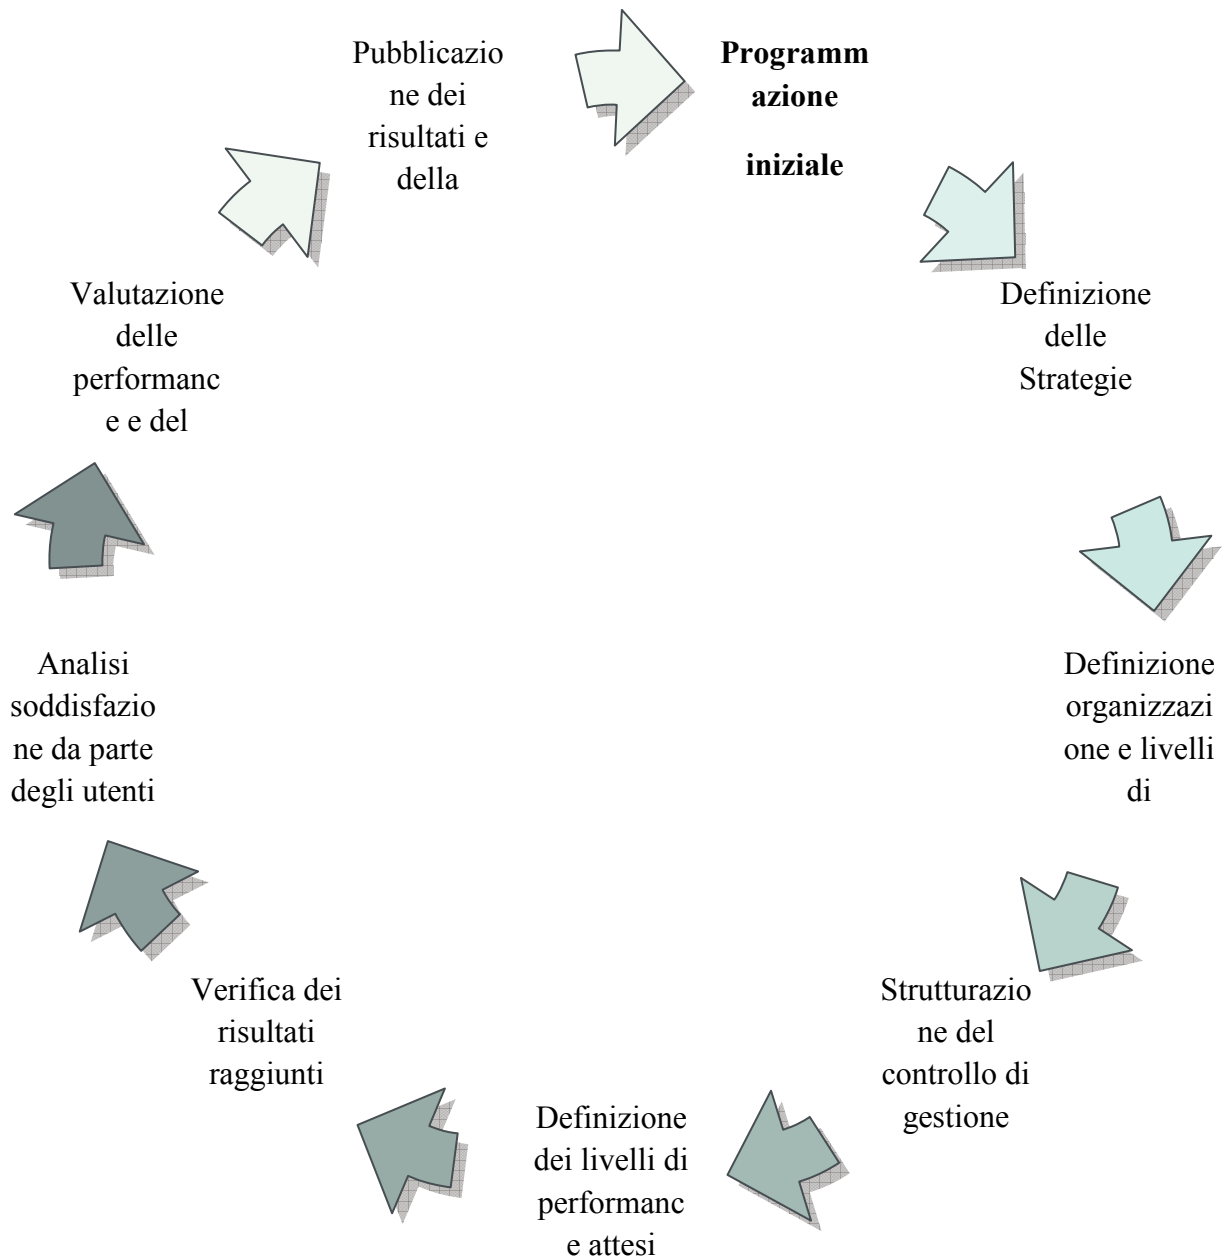 Pubblicazio
ne dei
risultati e
della
Programm
azione
iniziale
Definizione
delle
Strategie
Definizione
organizzazi
one e livelli
di
Strutturazio
ne del
controllo di
gestione
Definizione
dei livelli di
performanc
e attesi
Verifica dei
risultati
raggiunti
Analisi
soddisfazio
ne da parte
degli utenti
Valutazione
delle
performanc
e e del